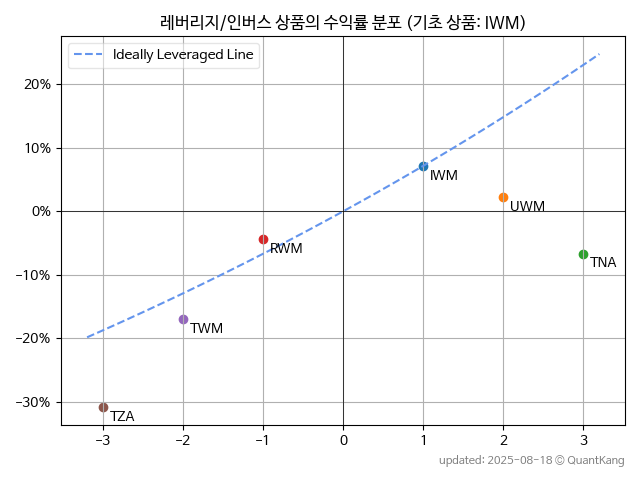 레버리지/인버스 상품의 수익률 분포 (기초 상품: IWM)
Ideally Leveraged Line
20%
10%
0%
−10%
−20%
−30%
IWM
UWM
RWM
TNA
TWM
TZA
−3 −2 −1 0 1 2 3
updated: 2025-08-18 © QuantKang